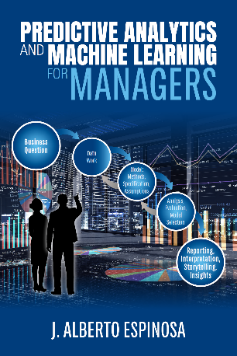 PREDICTIVE ANALYTICS
AND MACHINE LEARNING
FOR MANAGERS
Business
Question
Data
Work
Model:
Methods,
Specification,
Assumptions
Analysis,
Evaluation,
Model
Selection
Reporting,
Interpretation,
Storytelling,
Insights
J. ALBERTO ESPINOSA